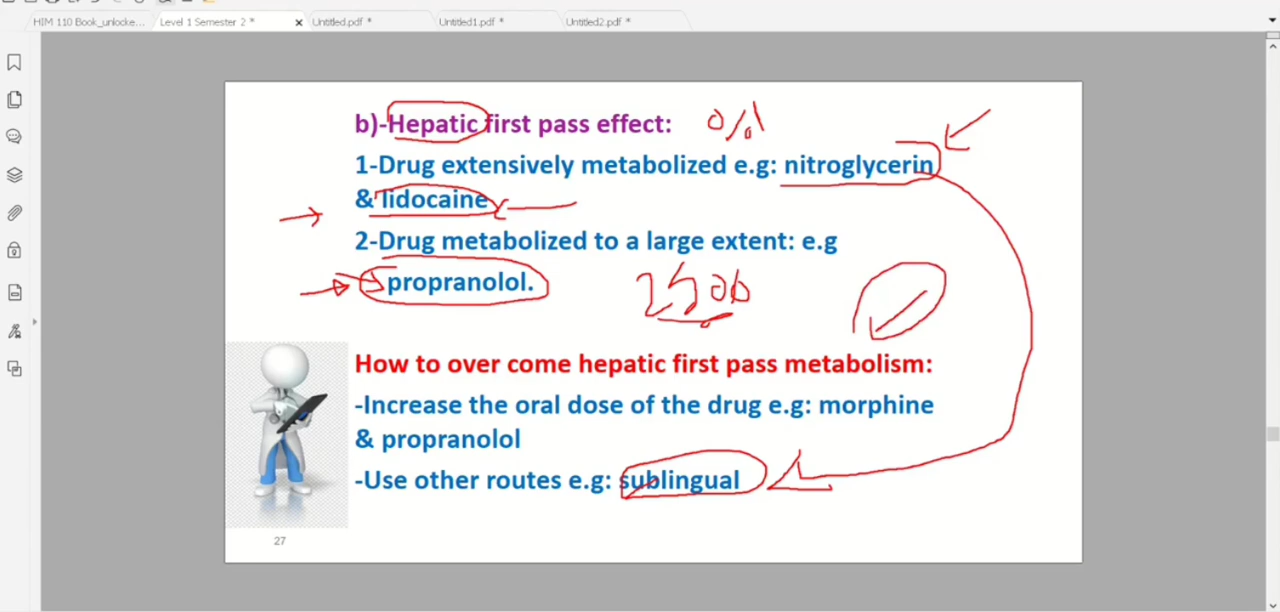 HIM 110 Book_unlocke... Level 1 Semester 2 * Untitled.pdf * Untitled1.pdf * Untitled2.pdf *
b)-Hepatic first pass effect:
1-Drug extensively metabolized e.g: nitroglycerin
& lidocaine
2-Drug metabolized to a large extent: e.g
propranolol.
How to over come hepatic first pass metabolism:
-Increase the oral dose of the drug e.g: morphine
& propranolol
-Use other routes e.g: sublingual
27